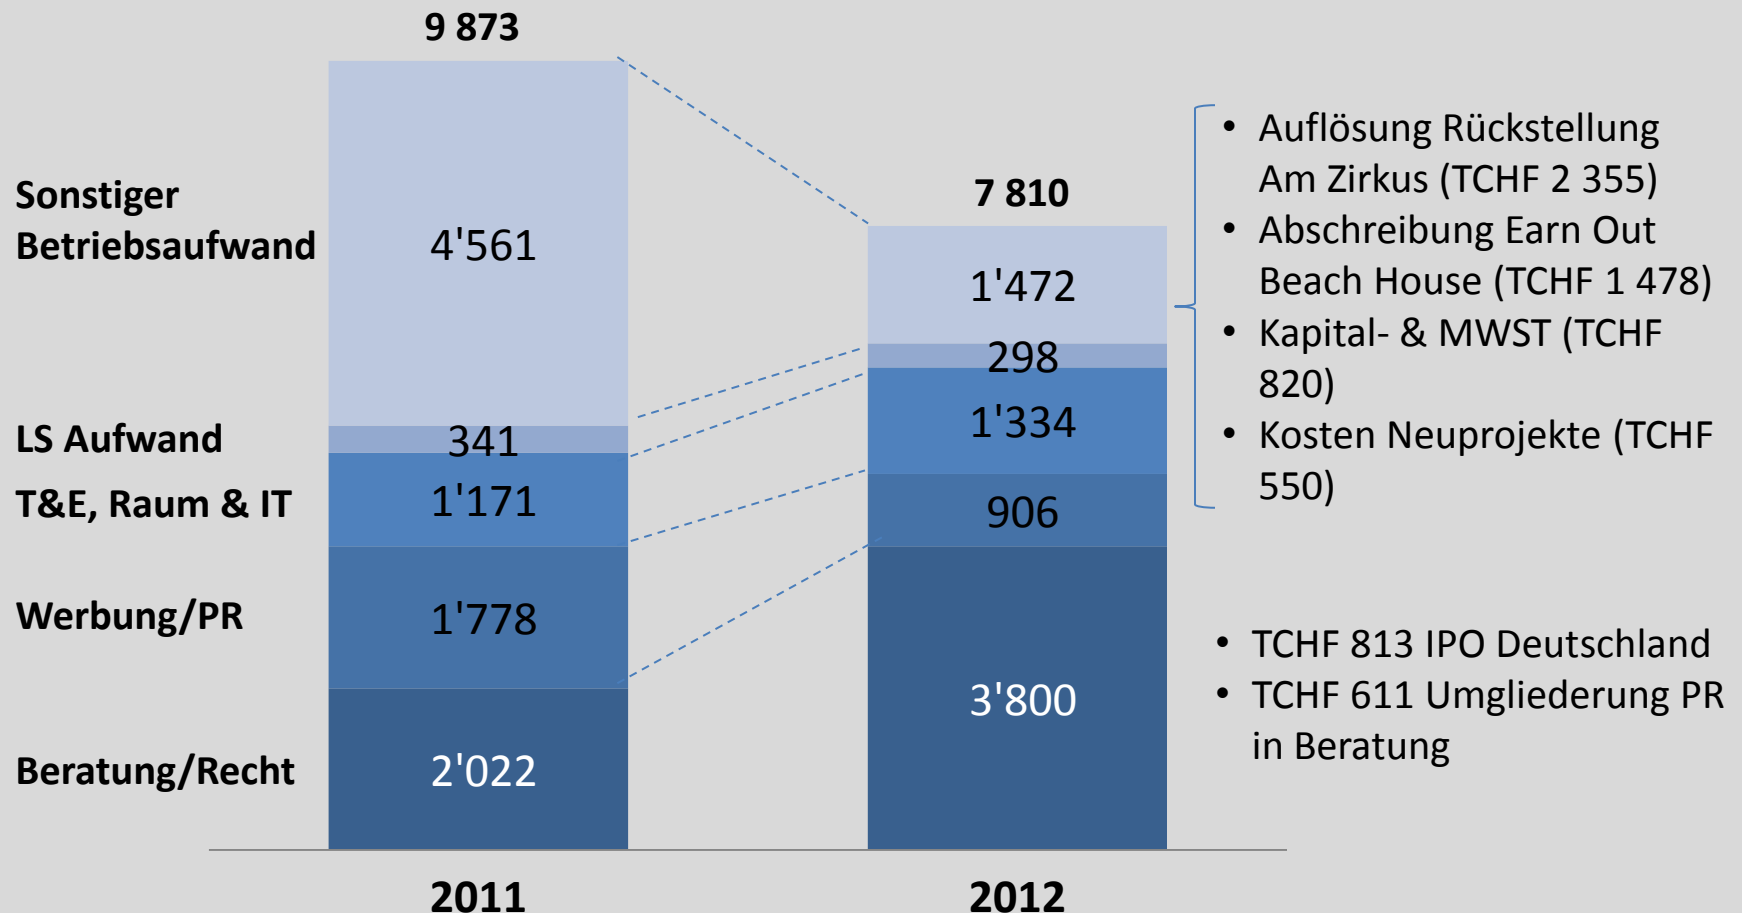 9 873
Sonstiger
Betriebsaufwand
4'561
LS Aufwand
341
T&E, Raum & IT
1'171
Werbung/PR
1'778
Beratung/Recht
2'022
2011
7 810
1'472
298
1'334
906
3'800
2012
• Auflösung Rückstellung
Am Zirkus (TCHF 2 355)
• Abschreibung Earn Out
Beach House (TCHF 1 478)
• Kapital- & MWST (TCHF
820)
• Kosten Neuprojekte (TCHF
550)
• TCHF 813 IPO Deutschland
• TCHF 611 Umgliederung PR
in Beratung